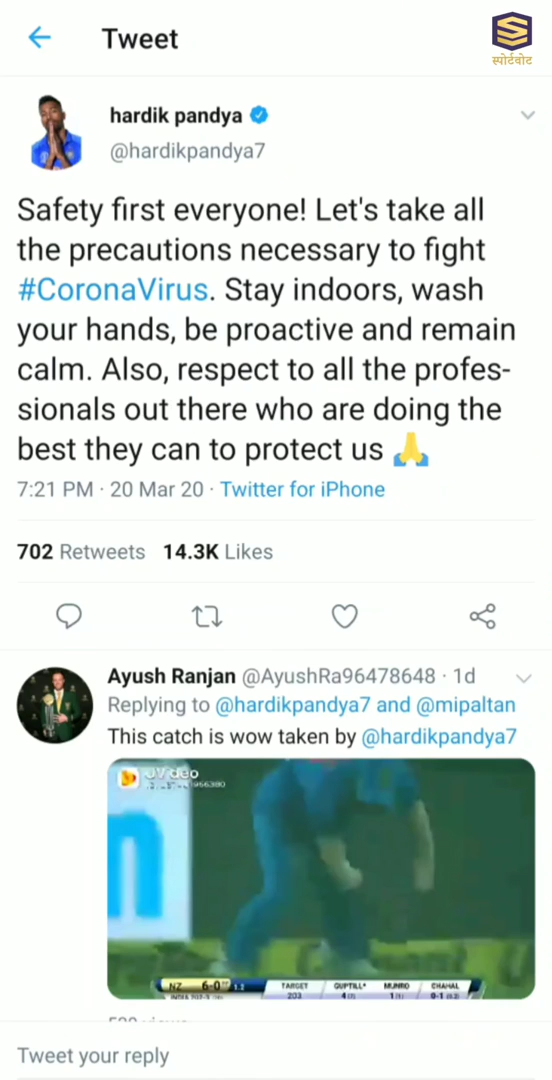 Tweet
स्पोर्टवोट
hardik pandya
@hardikpandya7
Safety first everyone! Let's take all
the precautions necessary to fight
#CoronaVirus. Stay indoors, wash
your hands, be proactive and remain
calm. Also, respect to all the profes-
sionals out there who are doing the
best they can to protect us 🙏
7:21 PM · 20 Mar 20 · Twitter for iPhone
702 Retweets 14.3K Likes
Ayush Ranjan @AyushRa96478648 · 1d
Replying to @hardikpandya7 and @mipaltan
This catch is wow taken by @hardikpandya7
NZ 6-0 1.2 TARGET GUPTILL* MUNRO CHAHAL
203
Tweet your reply